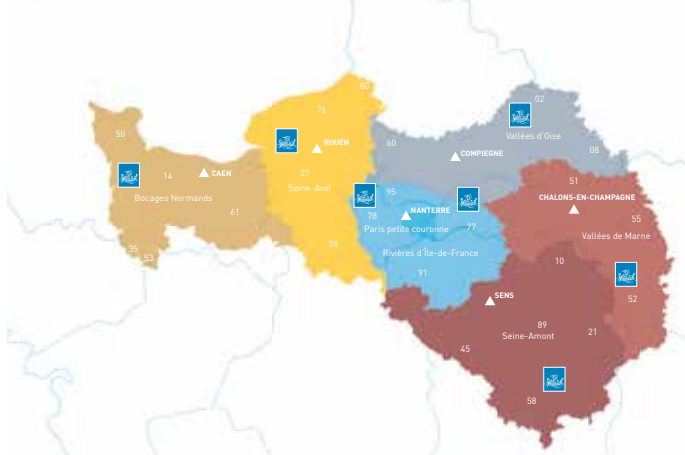 80
76
02
50
ROUEN
Vallées d'Oise
60
COMPIEGNE
08
14
CAEN
27
51
Seine-Aval
95
CHALONS-EN-CHAMPAGNE
Bocages Normands
61
78
NANTERRE
55
Paris petite couronne
77
Vallées de Marne
35
53
28
Rivières d'Île-de-France
10
91
SENS
52
89
21
Seine-Amont
45
58